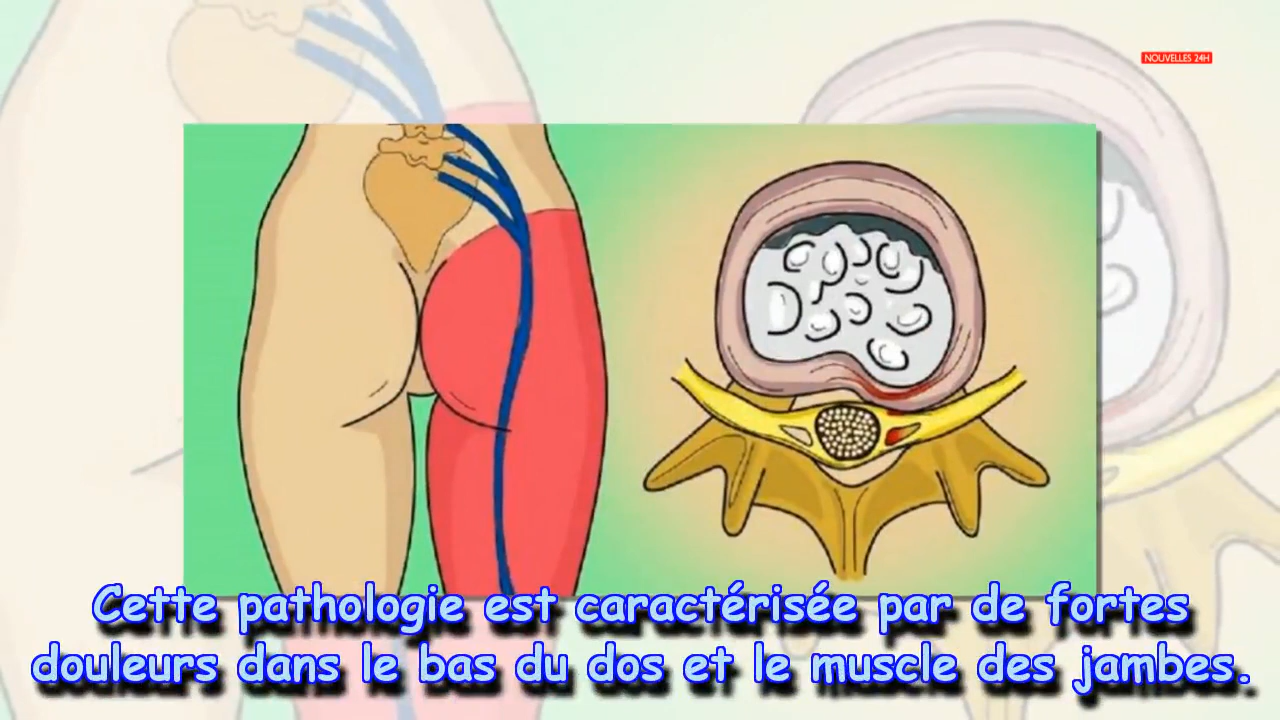 NOUVELLES 24H
Cette pathologie est caractérisée par de fortes
douleurs dans le bas du dos et le muscle des jambes.